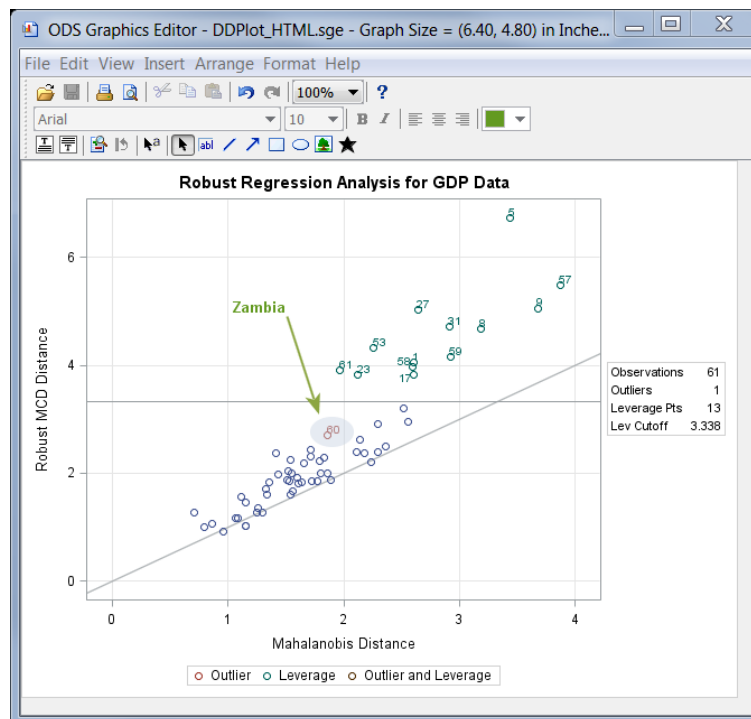 ODS Graphics Editor - DDPlot_HTML.sge - Graph Size = (6.40, 4.80) in Inche...
File Edit View Insert Arrange Format Help
100% ?
Arial 10 B I
abl
Robust Regression Analysis for GDP Data
5
6
57
27
9
Zambia
31
8
53
1
59
58
61
4
23
17
Observations 61
Outliers 1
Leverage Pts 13
Lev Cutoff 3.338
Robust MCD Distance
60
2
0
0 1 2 3 4
Mahalanobis Distance
Outlier Leverage Outlier and Leverage